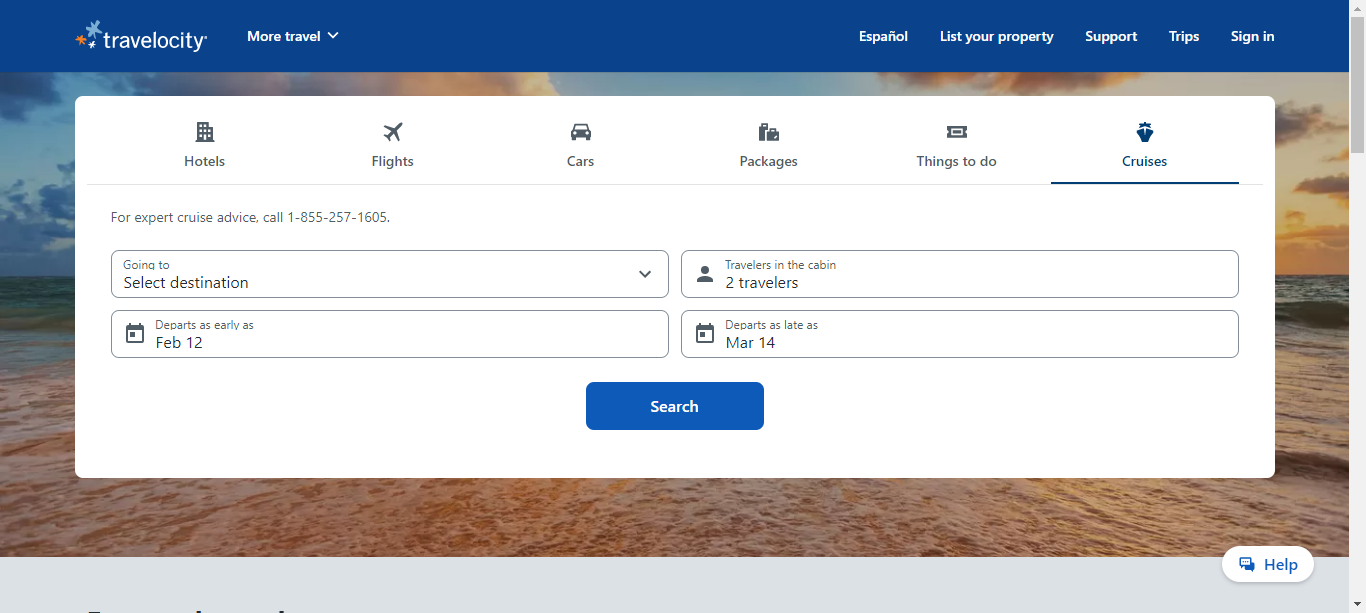 travelocity
More travel
Español
List your property
Support
Trips
Sign in
Hotels
Flights
Cars
Packages
Things to do
Cruises
For expert cruise advice, call 1-855-257-1605.
Going to
Select destination
Travelers in the cabin
2 travelers
Departs as early as
Feb 12
Departs as late as
Mar 14
Search
Help